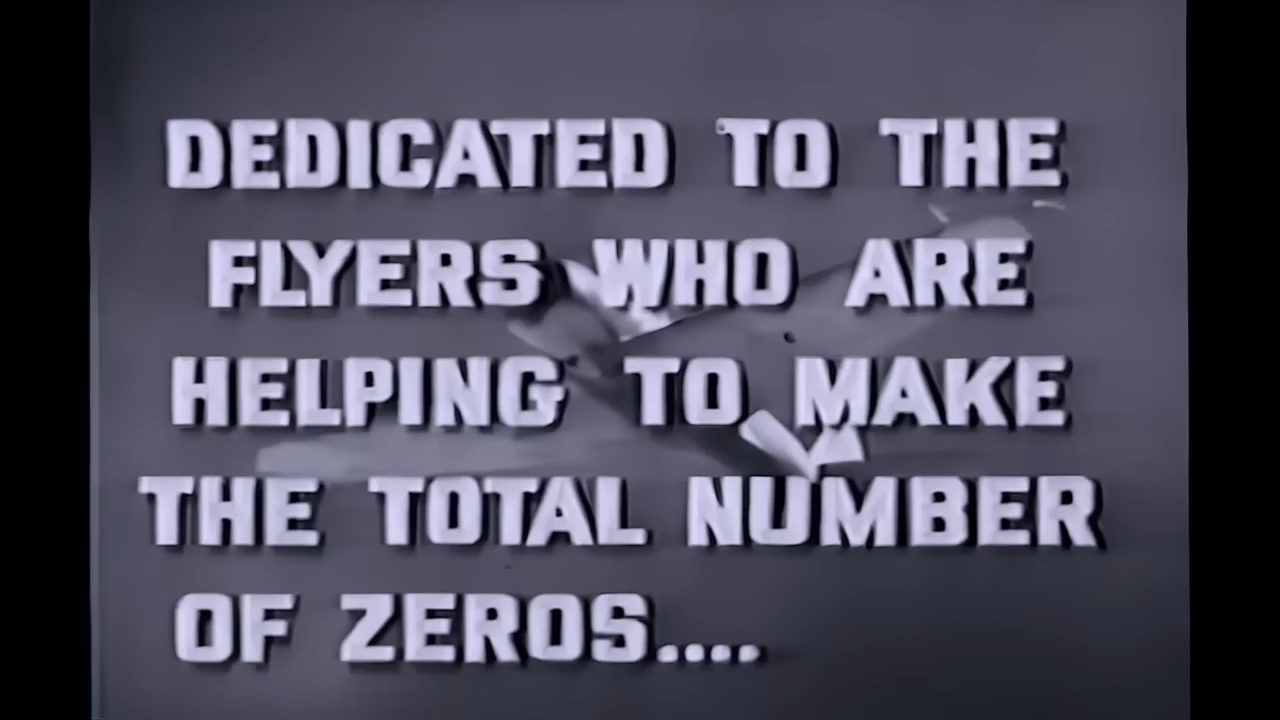 DEDICATED TO THE
FLYERS WHO ARE
HELPING TO MAKE
THE TOTAL NUMBER
OF ZEROS....